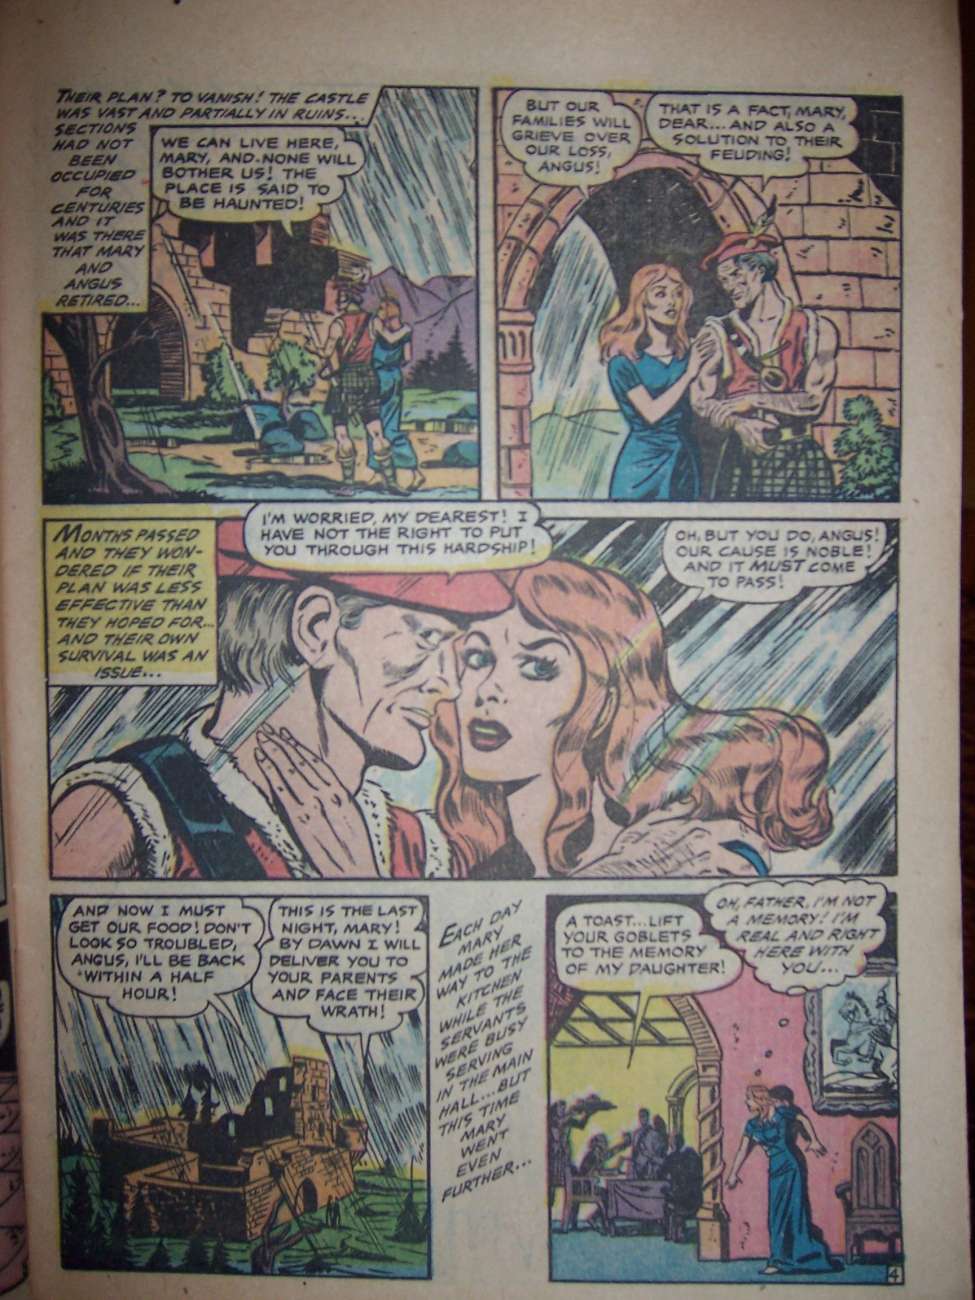 THEIR PLAN? TO VANISH! THE CASTLE
WAS VAST AND PARTIALLY IN RUINS...
SECTIONS
HAD NOT
BEEN
OCCUPIED
FOR
CENTURIES
AND IT
WAS THERE
THAT MARY
AND
ANGUS
RETIRED...
WE CAN LIVE HERE,
MARY, AND NONE WILL
BOTHER US! THE
PLACE IS SAID TO
BE HAUNTED!
BUT OUR
FAMILIES WILL
GRIEVE OVER
OUR LOSS,
ANGUS!
THAT IS A FACT, MARY,
DEAR...AND ALSO A
SOLUTION TO THEIR
FEUDING!
MONTHS PASSED
AND THEY WON-
DERED IF THEIR
PLAN WAS LESS
EFFECTIVE THAN
THEY HOPED FOR...
AND THEIR OWN
SURVIVAL WAS AN
ISSUE...
I'M WORRIED, MY DEAREST! I
HAVE NOT THE RIGHT TO PUT
YOU THROUGH THIS HARDSHIP!
OH, BUT YOU DO, ANGUS!
OUR CAUSE IS NOBLE!
AND IT MUST COME
TO PASS!
AND NOW I MUST
GET OUR FOOD! DON'T
LOOK SO TROUBLED,
ANGUS, I'LL BE BACK
WITHIN A HALF
HOUR!
THIS IS THE LAST
NIGHT, MARY!
BY DAWN I WILL
DELIVER YOU TO
YOUR PARENTS
AND FACE THEIR
WRATH!
EACH DAY
MARY
MADE HER
WAY TO THE
KITCHEN
WHILE THE
SERVANTS
WERE BUSY
SERVING
IN THE MAIN
HALL...BUT
THIS TIME
MARY
WENT
EVEN
FURTHER...
A TOAST...LIFT
YOUR GOBLETS
TO THE MEMORY
OF MY DAUGHTER!
OH, FATHER, I'M NOT
A MEMORY! I'M
REAL AND RIGHT
HERE WITH
YOU...
4